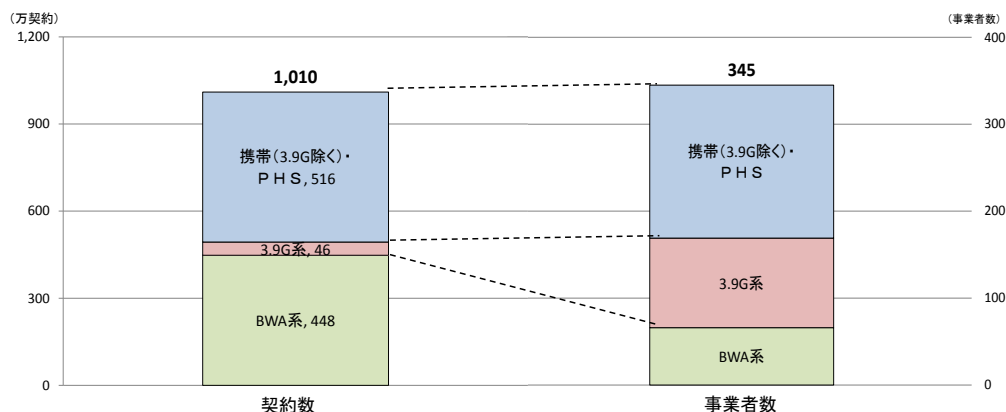 （万契約）
（事業者数）
1,200
900
600
300
0
400
300
200
100
0
1,010
携帯（3.9G除く）・
ＰＨＳ, 516
3.9G系, 46
BWA系, 448
契約数
345
携帯（3.9G除く）・
ＰＨＳ
3.9G系
BWA系
事業者数